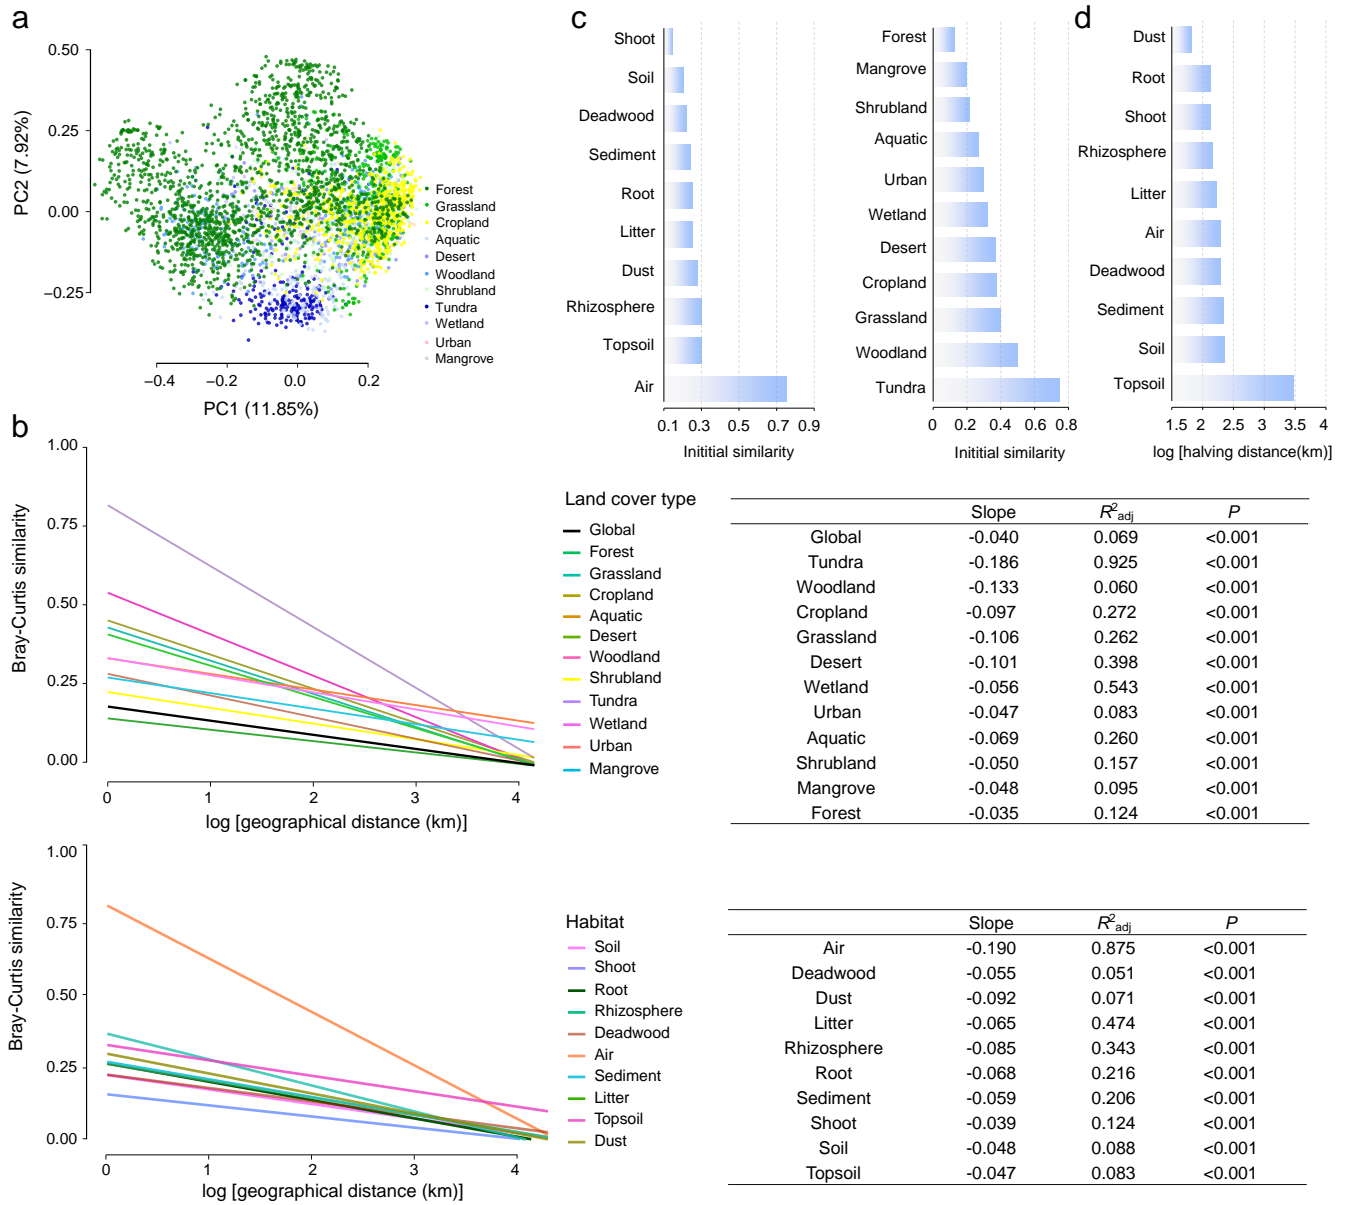 a
0.50
0.25
0.00
−0.25
PC2 (7.92%)
−0.4 −0.2 0.0 0.2
PC1 (11.85%)
Forest
Grassland
Cropland
Aquatic
Desert
Woodland
Shrubland
Tundra
Wetland
Urban
Mangrove
c
Shoot
Soil
Deadwood
Sediment
Root
Litter
Dust
Rhizosphere
Topsoil
Air
0.1 0.3 0.5 0.7 0.9
Inititial similarity
Forest
Mangrove
Shrubland
Aquatic
Urban
Wetland
Desert
Cropland
Grassland
Woodland
Tundra
0 0.2 0.4 0.6 0.8
Inititial similarity
d
Dust
Root
Shoot
Rhizosphere
Litter
Air
Deadwood
Sediment
Soil
Topsoil
1.5 2 2.5 3 3.5 4
log [halving distance(km)]
b
1.00
0.75
0.50
0.25
0.00
Bray-Curtis similarity
0 1 2 3 4
log [geographical distance (km)]
Land cover type
Global
Forest
Grassland
Cropland
Aquatic
Desert
Woodland
Shrubland
Tundra
Wetland
Urban
Mangrove
Slope R²adj P
Global -0.040 0.069 <0.001
Tundra -0.186 0.925 <0.001
Woodland -0.133 0.060 <0.001
Cropland -0.097 0.272 <0.001
Grassland -0.106 0.262 <0.001
Desert -0.101 0.398 <0.001
Wetland -0.056 0.543 <0.001
Urban -0.047 0.083 <0.001
Aquatic -0.069 0.260 <0.001
Shrubland -0.050 0.157 <0.001
Mangrove -0.048 0.095 <0.001
Forest -0.035 0.124 <0.001
1.00
0.75
0.50
0.25
0.00
Bray-Curtis similarity
0 1 2 3 4
log [geographical distance (km)]
Habitat
Soil
Shoot
Root
Rhizosphere
Deadwood
Air
Sediment
Litter
Topsoil
Dust
Slope R²adj P
Air -0.190 0.875 <0.001
Deadwood -0.055 0.051 <0.001
Dust -0.092 0.071 <0.001
Litter -0.065 0.474 <0.001
Rhizosphere -0.085 0.343 <0.001
Root -0.068 0.216 <0.001
Sediment -0.059 0.206 <0.001
Shoot -0.039 0.124 <0.001
Soil -0.048 0.088 <0.001
Topsoil -0.047 0.083 <0.001